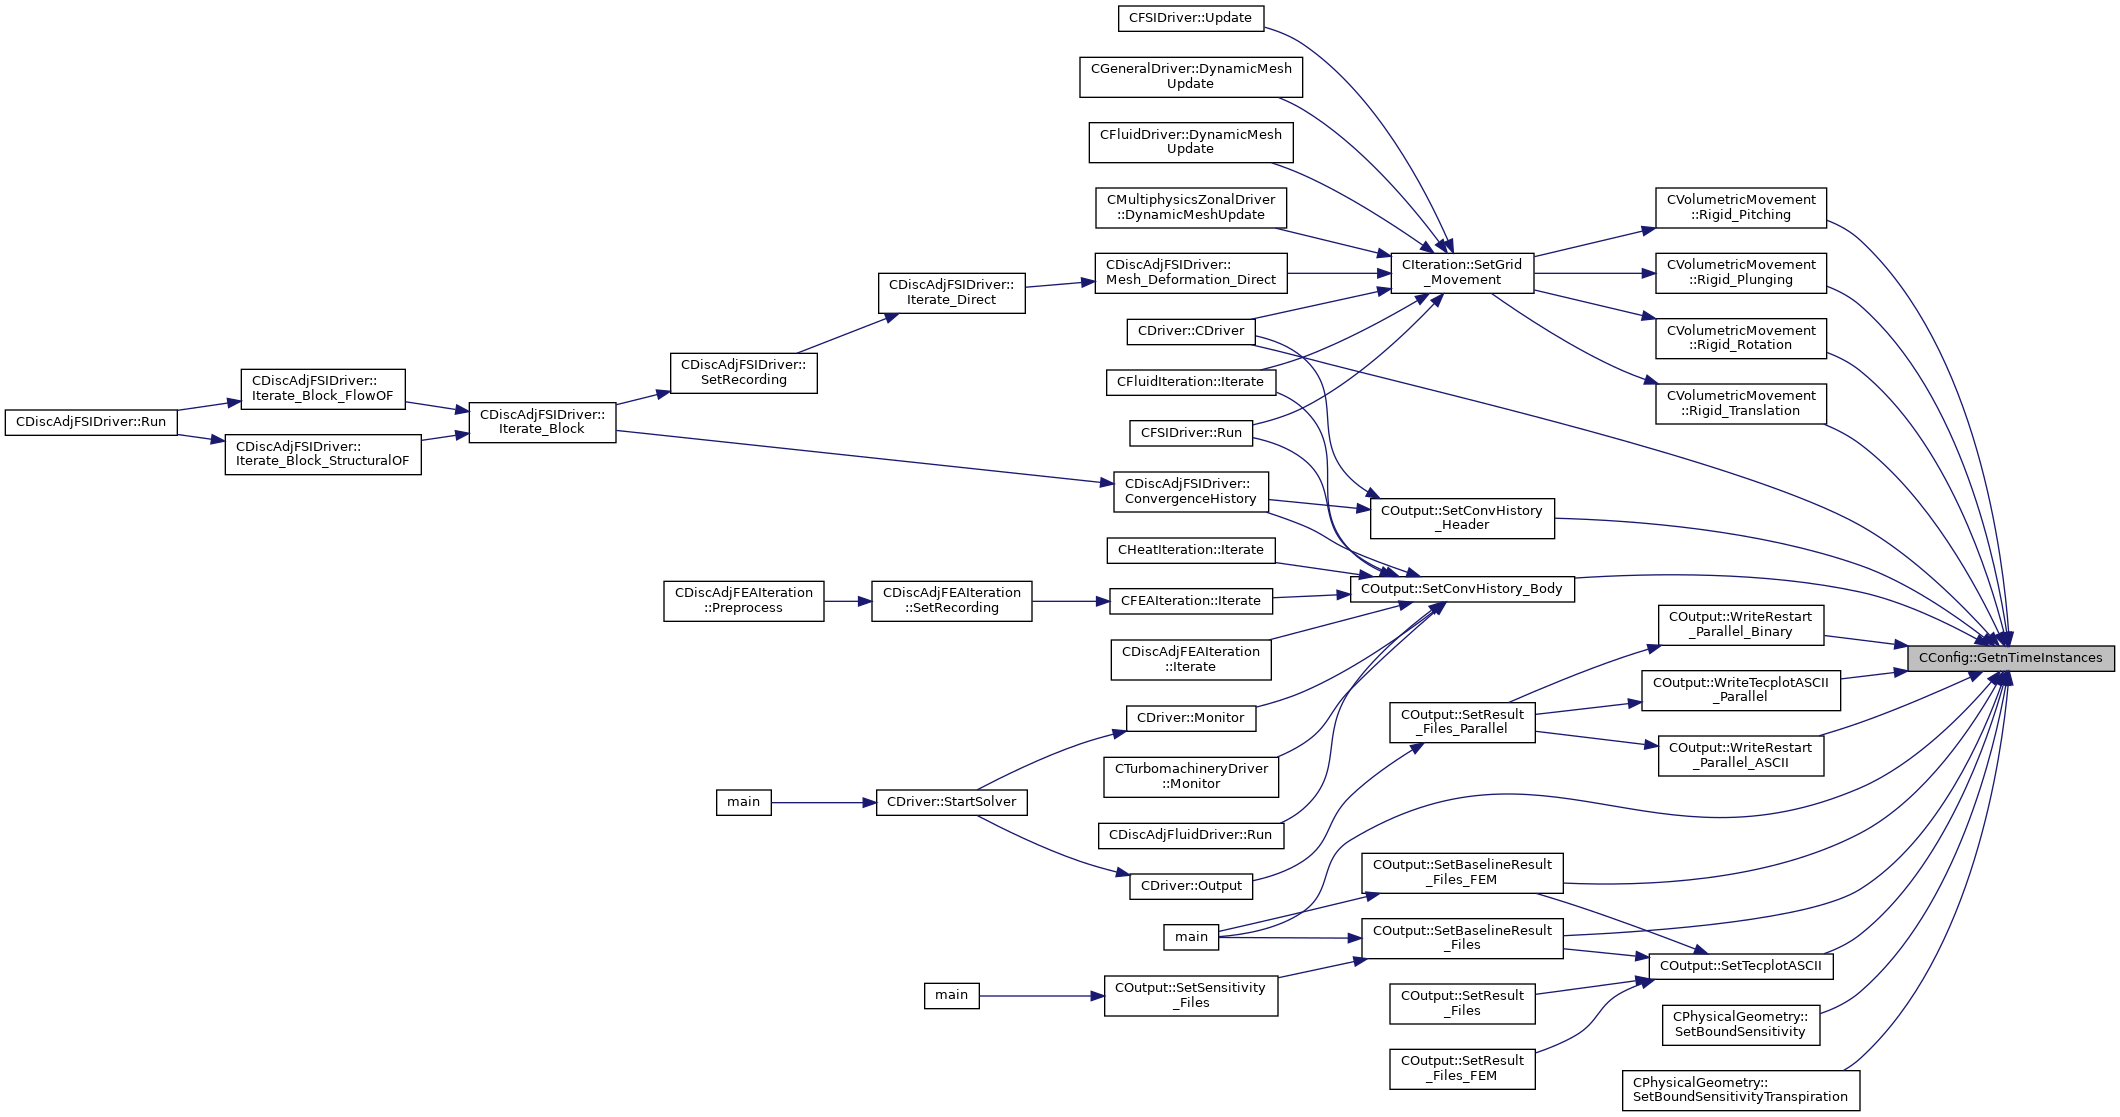 CFSIDriver::Update
CGeneralDriver::DynamicMesh
Update
CFluidDriver::DynamicMesh
Update
CMultiphysicsZonalDriver
::DynamicMeshUpdate
CDiscAdjFSIDriver::
Mesh_Deformation_Direct
CDiscAdjFSIDriver::
Iterate_Direct
CDriver::CDriver
CDiscAdjFSIDriver::
SetRecording
CFluidIteration::Iterate
CDiscAdjFSIDriver::
Iterate_Block_FlowOF
CDiscAdjFSIDriver::Run
CDiscAdjFSIDriver::
Iterate_Block
CDiscAdjFSIDriver::
Iterate_Block_StructuralOF
CFSIDriver::Run
CIteration::SetGrid
_Movement
CVolumetricMovement
::Rigid_Pitching
CVolumetricMovement
::Rigid_Plunging
CVolumetricMovement
::Rigid_Rotation
CVolumetricMovement
::Rigid_Translation
CDiscAdjFSIDriver::
ConvergenceHistory
COutput::SetConvHistory
_Header
CHeatIteration::Iterate
COutput::SetConvHistory_Body
CDiscAdjFEAIteration
::Preprocess
CDiscAdjFEAIteration
::SetRecording
CFEAIteration::Iterate
CDiscAdjFEAIteration
::Iterate
COutput::WriteRestart
_Parallel_Binary
CConfig::GetnTimeInstances
COutput::WriteTecplotASCII
_Parallel
COutput::SetResult
_Files_Parallel
COutput::WriteRestart
_Parallel_ASCII
CDriver::Monitor
CTurbomachineryDriver
::Monitor
main
CDriver::StartSolver
CDiscAdjFluidDriver::Run
CDriver::Output
COutput::SetBaselineResult
_Files_FEM
main
COutput::SetBaselineResult
_Files
COutput::SetTecplotASCII
main
COutput::SetSensitivity
_Files
COutput::SetResult
_Files
CPhysicalGeometry::
SetBoundSensitivity
COutput::SetResult
_Files_FEM
CPhysicalGeometry::
SetBoundSensitivityTranspiration